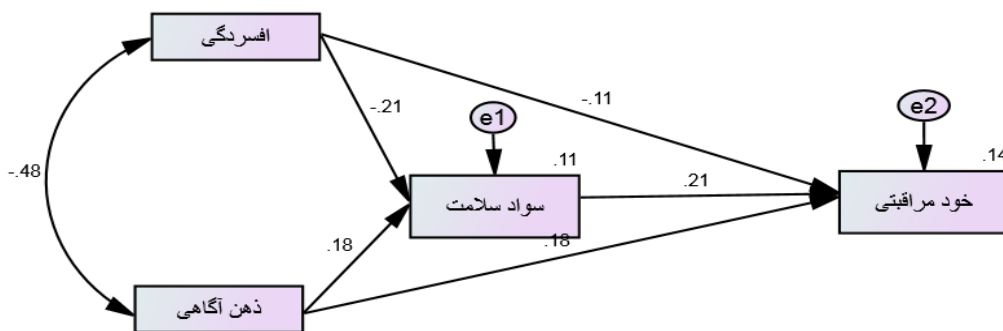 افسردگی
-.11
-.21
e1
e2
-.48
.11
.14
سواد سلامت
.21
خود مراقبتی
.18
.18
ذهن آگاهی